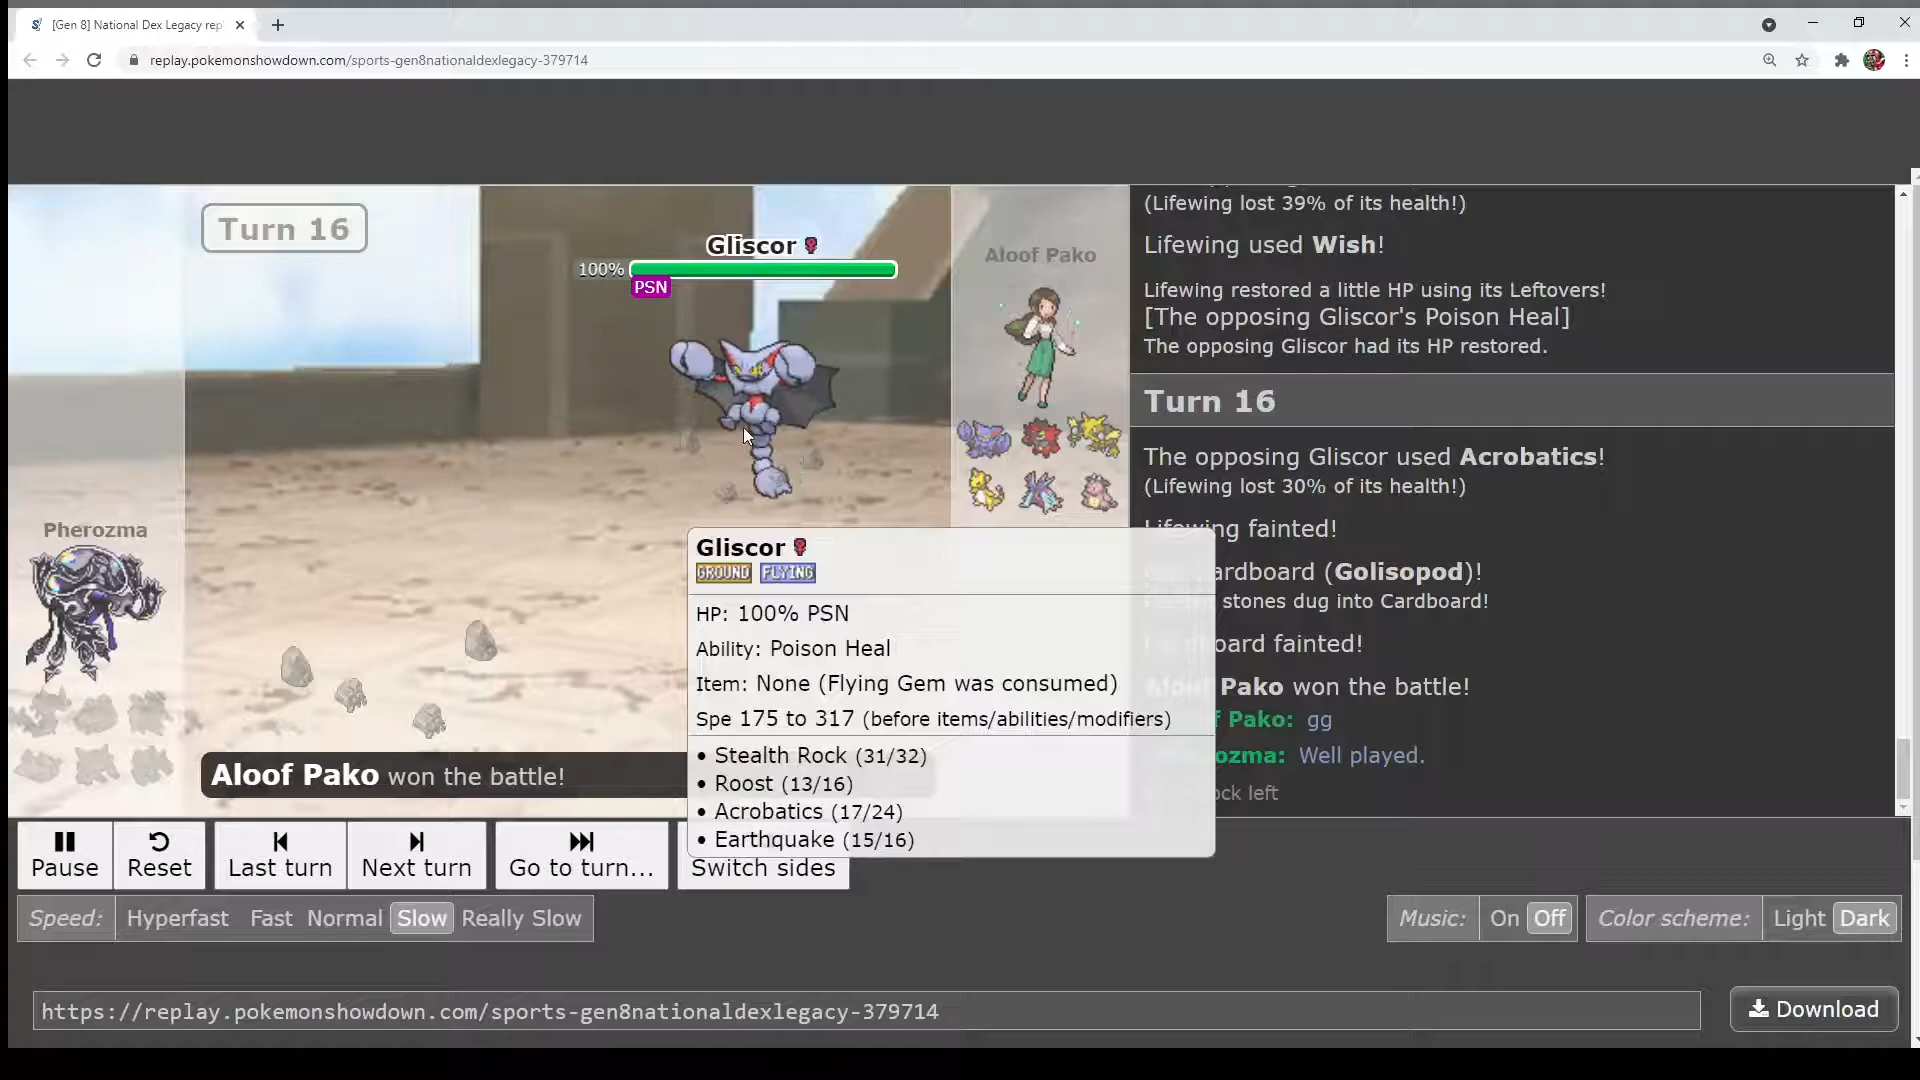 [Gen 8] National Dex Legacy rep
replay.pokemonshowdown.com/sports-gen8nationaldexlegacy-379714
Turn 16
Gliscor
100%
PSN
Aloof Pako
Pherozma
Aloof Pako won the battle!
Gliscor
GROUND FLYING
HP: 100% PSN
Ability: Poison Heal
Item: None (Flying Gem was consumed)
Spe 175 to 317 (before items/abilities/modifiers)
• Stealth Rock (31/32)
• Roost (13/16)
• Acrobatics (17/24)
• Earthquake (15/16)
(Lifewing lost 39% of its health!)
Lifewing used Wish!
Lifewing restored a little HP using its Leftovers!
[The opposing Gliscor's Poison Heal]
The opposing Gliscor had its HP restored.
Turn 16
The opposing Gliscor used Acrobatics!
(Lifewing lost 30% of its health!)
Lifewing fainted!
ardboard (Golisopod)!
stones dug into Cardboard!
board fainted!
Aloof Pako won the battle!
f Pako: gg
ozma: Well played.
ck left
Pause
Reset
Last turn
Next turn
Go to turn...
Switch sides
Speed: Hyperfast Fast Normal Slow Really Slow
Music: On Off
Color scheme: Light Dark
https://replay.pokemonshowdown.com/sports-gen8nationaldexlegacy-379714
Download